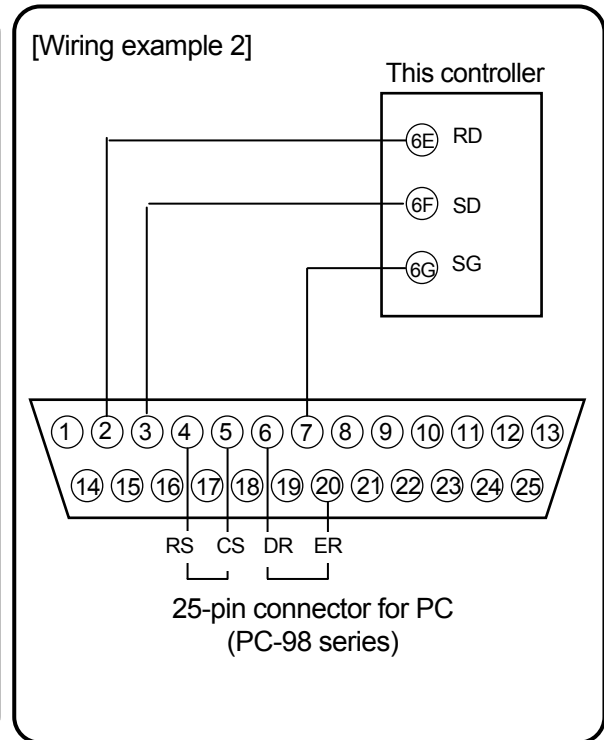 [Wiring example 2]
This controller
6E RD
6F SD
6G SG
1 2 3 4 5 6 7 8 9 10 11 12 13
14 15 16 17 18 19 20 21 22 23 24 25
RS CS DR ER
25-pin connector for PC
(PC-98 series)